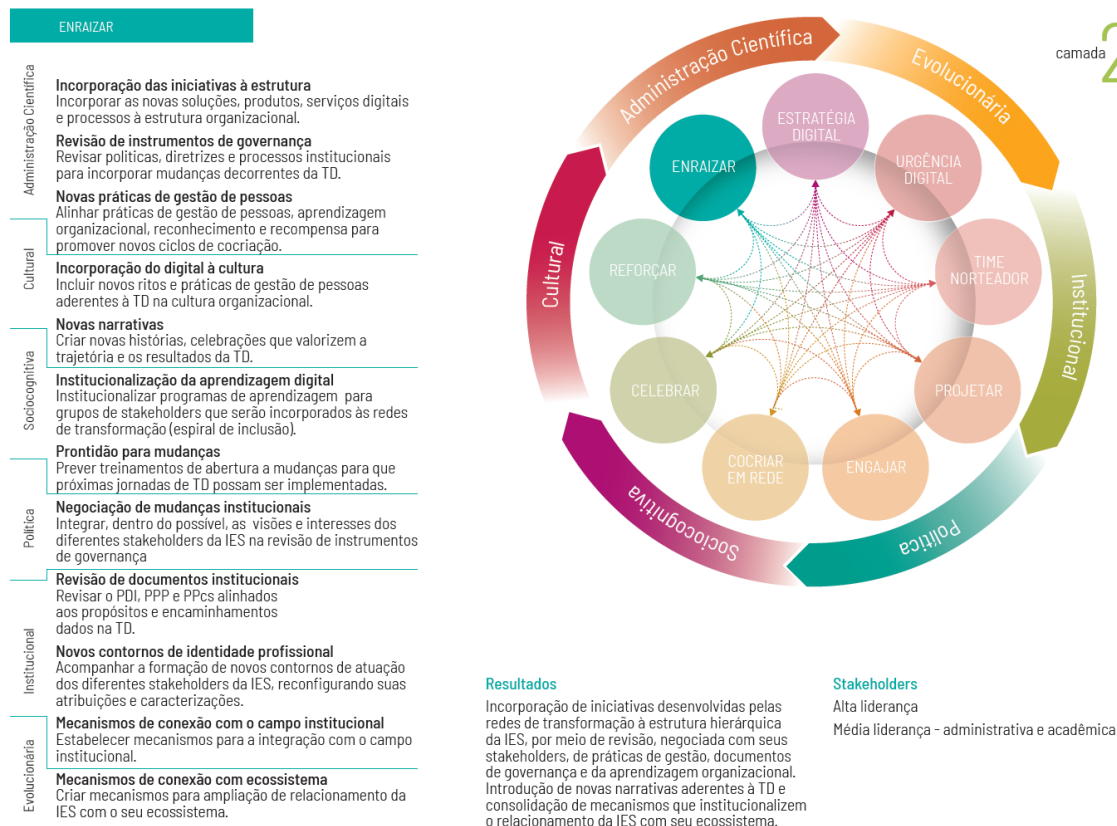 ENRAIZAR
Administração Científica
Incorporação das iniciativas à estrutura
Incorporar as novas soluções, produtos, serviços digitais
e processos à estrutura organizacional.
Revisão de instrumentos de governança
Revisar politicas, diretrizes e processos institucionais
para incorporar mudanças decorrentes da TD.
Novas práticas de gestão de pessoas
Alinhar práticas de gestão de pessoas, aprendizagem
organizacional, reconhecimento e recompensa para
promover novos ciclos de cocriação.
Cultural
Incorporação do digital à cultura
Incluir novos ritos e práticas de gestão de pessoas
aderentes à TD na cultura organizacional.
Novas narrativas
Criar novas histórias, celebrações que valorizem a
trajetória e os resultados da TD.
Sociocognitiva
Institucionalização da aprendizagem digital
Institucionalizar programas de aprendizagem para
grupos de stakeholders que serão incorporados às redes
de transformação (espiral de inclusão).
Prontidão para mudanças
Prever treinamentos de abertura a mudanças para que
próximas jornadas de TD possam ser implementadas.
Política
Negociação de mudanças institucionais
Integrar, dentro do possível, as visões e interesses dos
diferentes stakeholders da IES na revisão de instrumentos
de governança
Institucional
Revisão de documentos institucionais
Revisar o PDI, PPP e PPcs alinhados
aos propósitos e encaminhamentos
dados na TD.
Novos contornos de identidade profissional
Acompanhar a formação de novos contornos de atuação
dos diferentes stakeholders da IES, reconfigurando suas
atribuições e caracterizações.
Mecanismos de conexão com o campo institucional
Estabelecer mecanismos para a integração com o campo
institucional.
Evolucionária
Mecanismos de conexão com ecossistema
Criar mecanismos para ampliação de relacionamento da
IES com o seu ecossistema.
camada 2
Administração Científica
Evolucionária
Institucional
Política
Sociocognitiva
Cultural
ESTRATÉGIA
DIGITAL
URGÊNCIA
DIGITAL
TIME
NORTEADOR
PROJETAR
ENGAJAR
COCRIAR
EM REDE
CELEBRAR
REFORÇAR
ENRAIZAR
Resultados
Incorporação de iniciativas desenvolvidas pelas
redes de transformação à estrutura hierárquica
da IES, por meio de revisão, negociada com seus
stakeholders, de práticas de gestão, documentos
de governança e da aprendizagem organizacional.
Introdução de novas narrativas aderentes à TD e
consolidação de mecanismos que institucionalizem
o relacionamento da IES com seu ecossistema.
Stakeholders
Alta liderança
Média liderança - administrativa e acadêmica